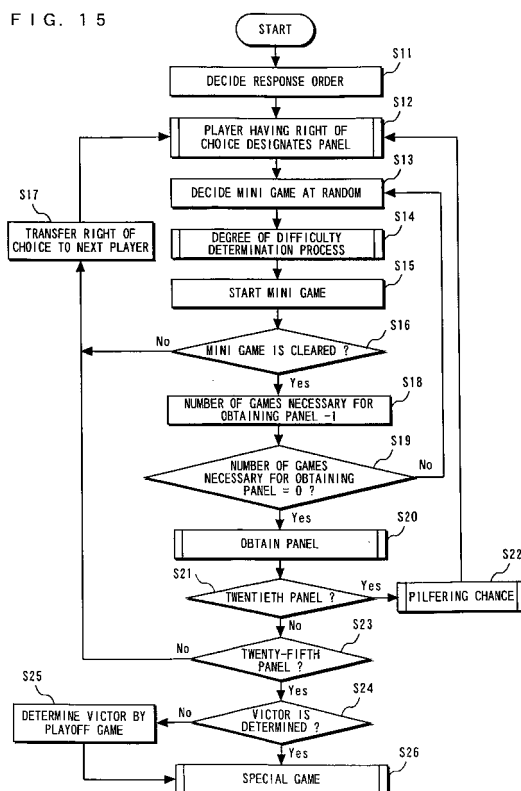 FIG. 15
START
S11
DECIDE RESPONSE ORDER
S12
PLAYER HAVING RIGHT OF
CHOICE DESIGNATES PANEL
S13
DECIDE MINI GAME AT RANDOM
S17
TRANSFER RIGHT OF
CHOICE TO NEXT PLAYER
S14
DEGREE OF DIFFICULTY
DETERMINATION PROCESS
S15
START MINI GAME
S16
No
MINI GAME IS CLEARED ?
Yes
S18
NUMBER OF GAMES NECESSARY FOR
OBTAINING PANEL -1
S19
NUMBER OF GAMES
NECESSARY FOR OBTAINING
PANEL = 0 ?
No
Yes
S20
OBTAIN PANEL
S21
TWENTIETH PANEL ?
Yes
S22
PILFERING CHANCE
No
S23
No
TWENTY-FIFTH
PANEL ?
Yes
S25
DETERMINE VICTOR BY
PLAYOFF GAME
No
S24
VICTOR IS
DETERMINED ?
Yes
S26
SPECIAL GAME